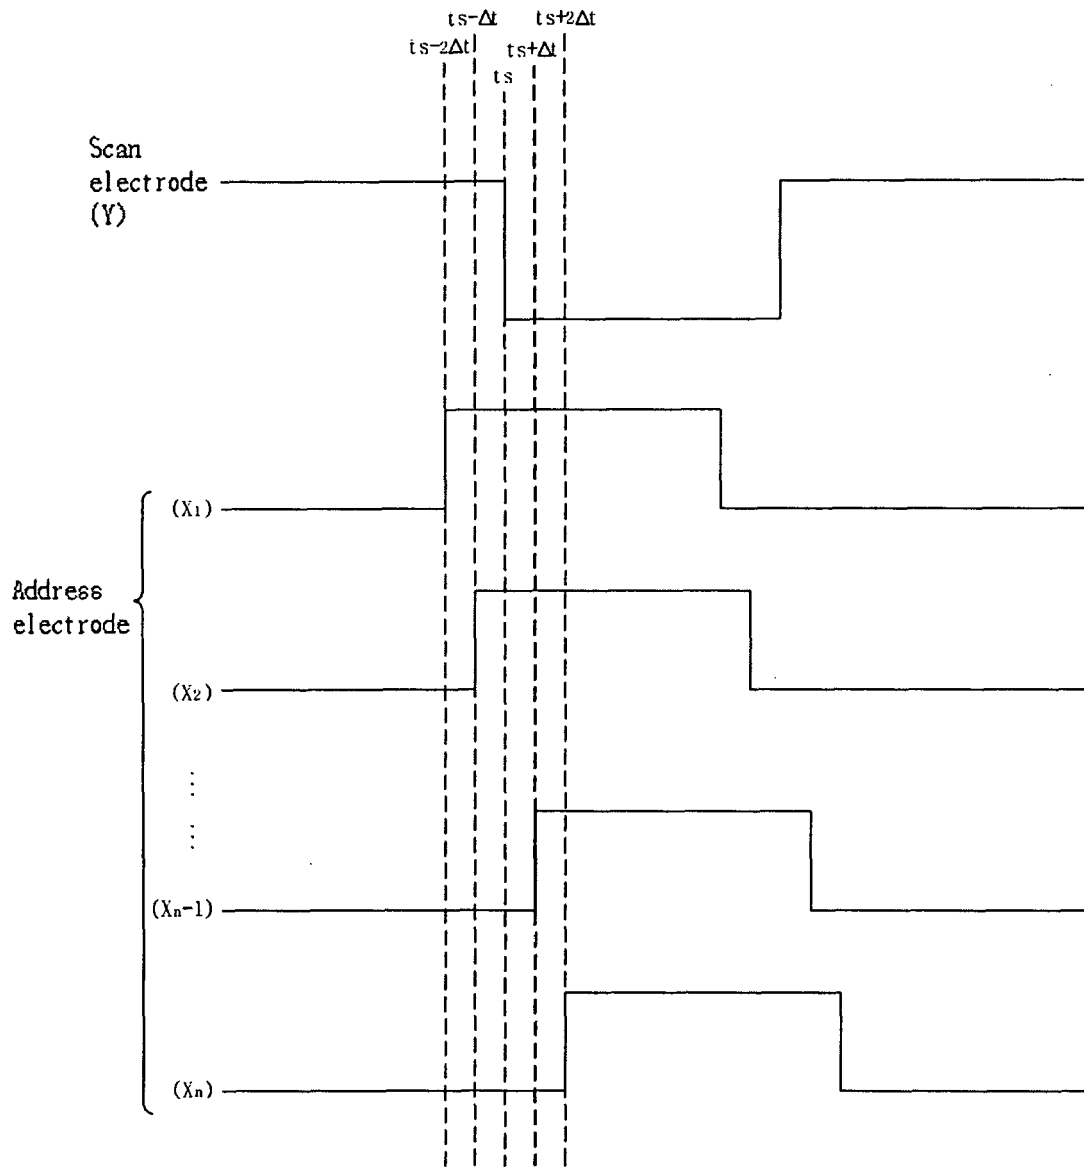 ts-Δt ts+2Δt
ts-2Δt ts+Δt
ts
Scan
electrode
(Y)
(X₁)
Address
electrode
(X₂)
⋮
⋮
(Xn-1)
(Xn)